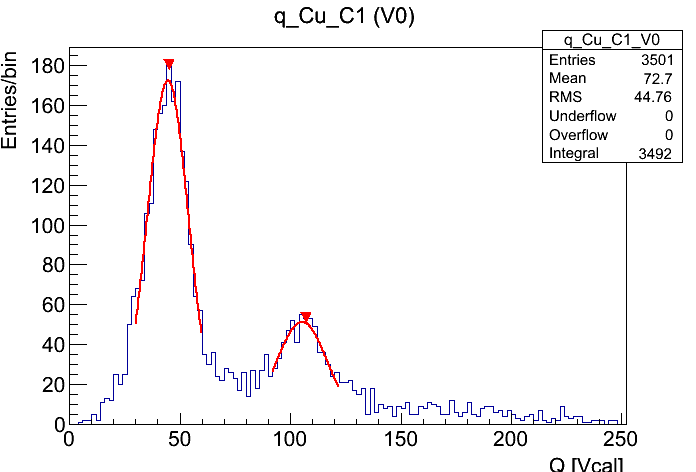 q_Cu_C1 (V0)
q_Cu_C1_V0
Entries 3501
Mean 72.7
RMS 44.76
Underflow 0
Overflow 0
Integral 3492
Entries/bin
180
160
140
120
100
80
60
40
20
0
0 50 100 150 200 250
Q [Vcal]